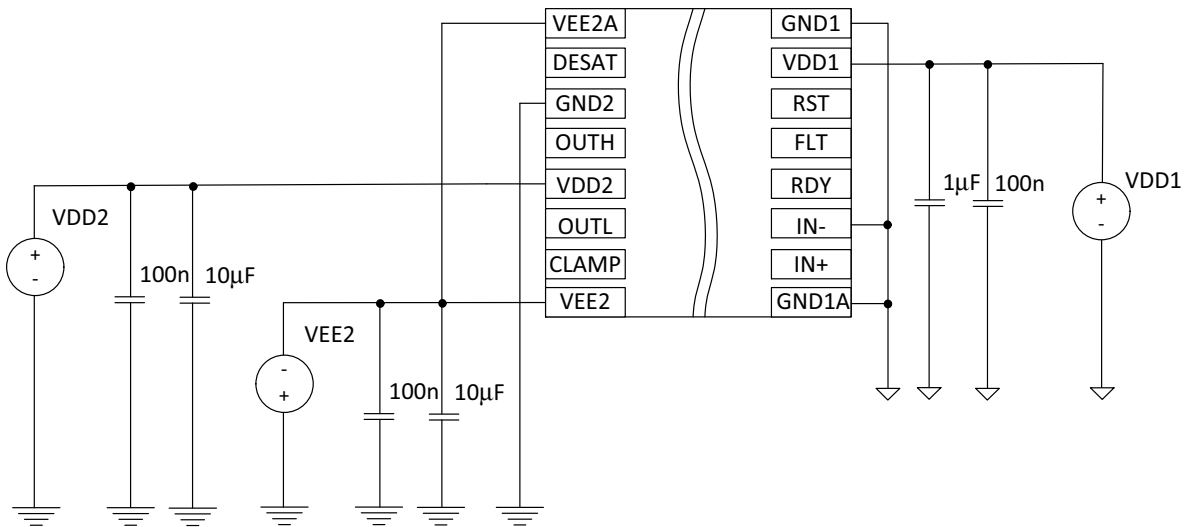 VEE2A
GND1
DESAT
VDD1
GND2
RST
OUTH
FLT
VDD2
RDY
OUTL
IN-
CLAMP
IN+
VEE2
GND1A
1µF
100n
+
-
VDD1
VDD2
+
-
100n
10µF
VEE2
-
+
100n
10µF